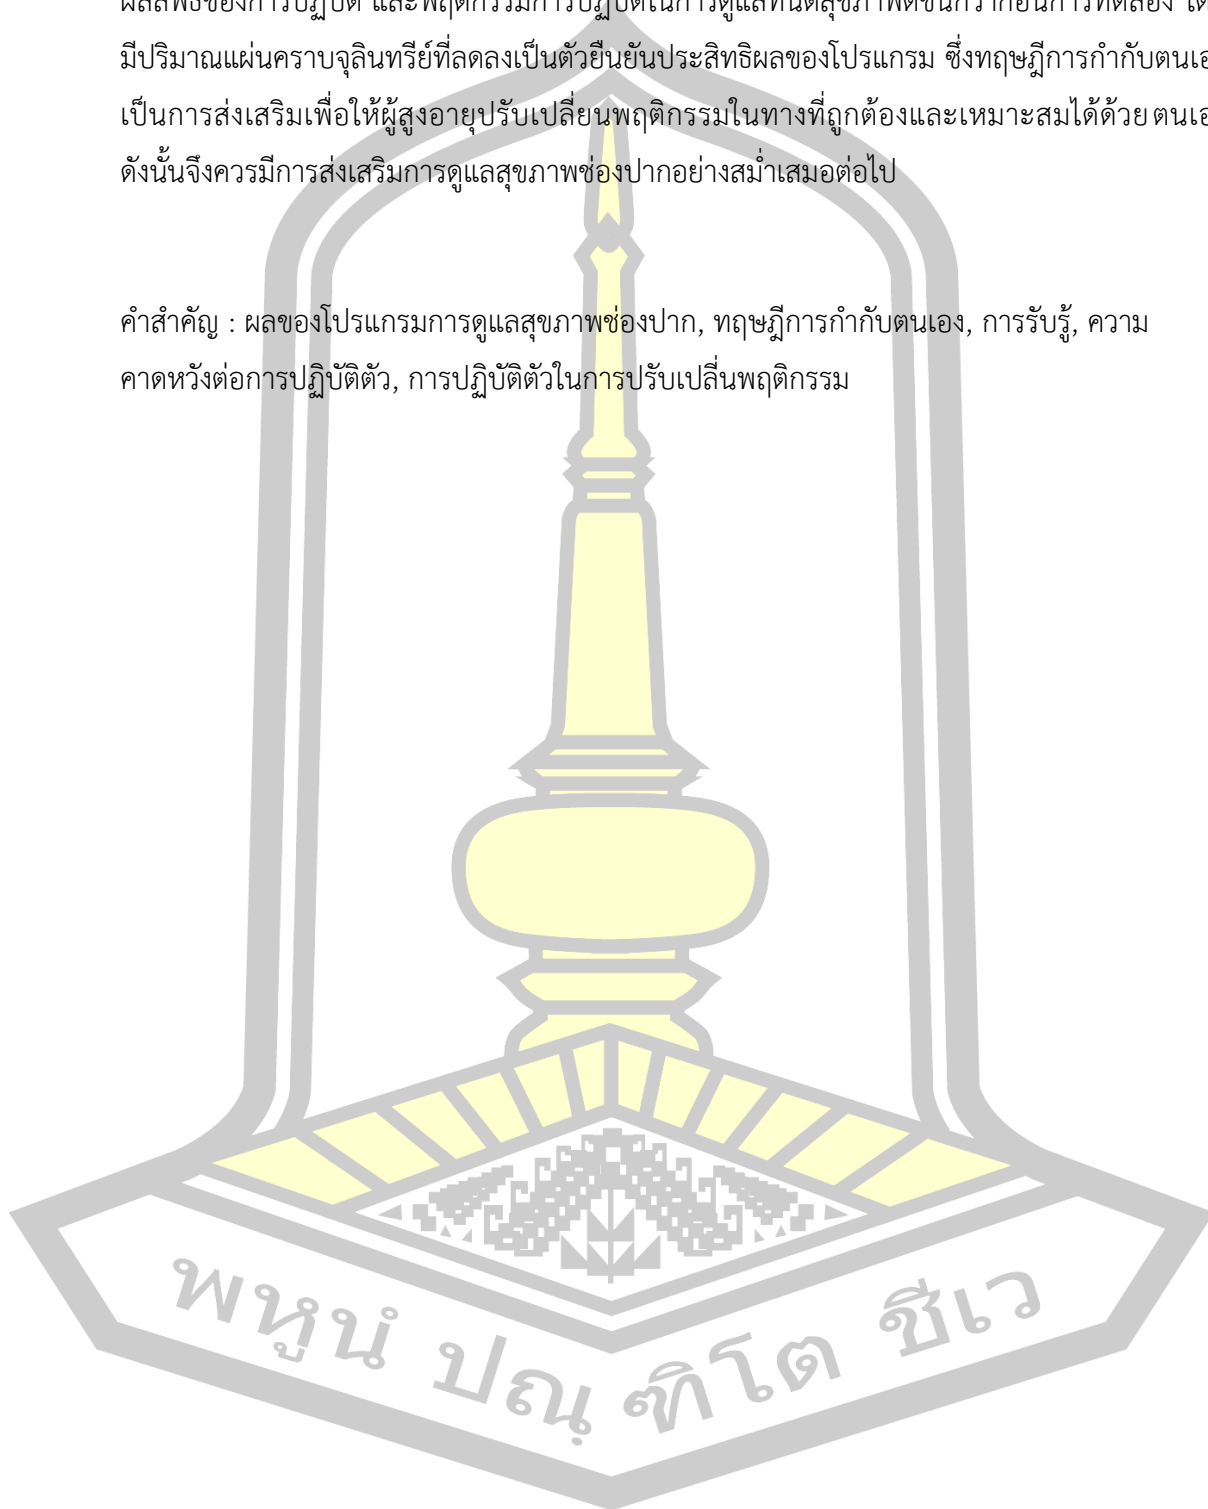 มีปริมาณแผ่นคราบจุลินทรีย์ที่ลดลงเป็นตัวยืนยันประสิทธิผลของโปรแกรม ซึ่งทฤษฎีการกำกับตนเอ
เป็นการส่งเสริมเพื่อให้ผู้สูงอายุปรับเปลี่ยนพฤติกรรมในทางที่ถูกต้องและเหมาะสมได้ด้วยตนเอ
ดังนั้นจึงควรมีการส่งเสริมการดูแลสุขภาพช่องปากอย่างสม่ำเสมอต่อไป
คำสำคัญ : ผลของโปรแกรมการดูแลสุขภาพช่องปาก, ทฤษฎีการกำกับตนเอง, การรับรู้, ความ
คาดหวังต่อการปฏิบัติตัว, การปฏิบัติตัวในการปรับเปลี่นพฤติกรรม
พหูนํ ปณฺฑิโต ชีเว